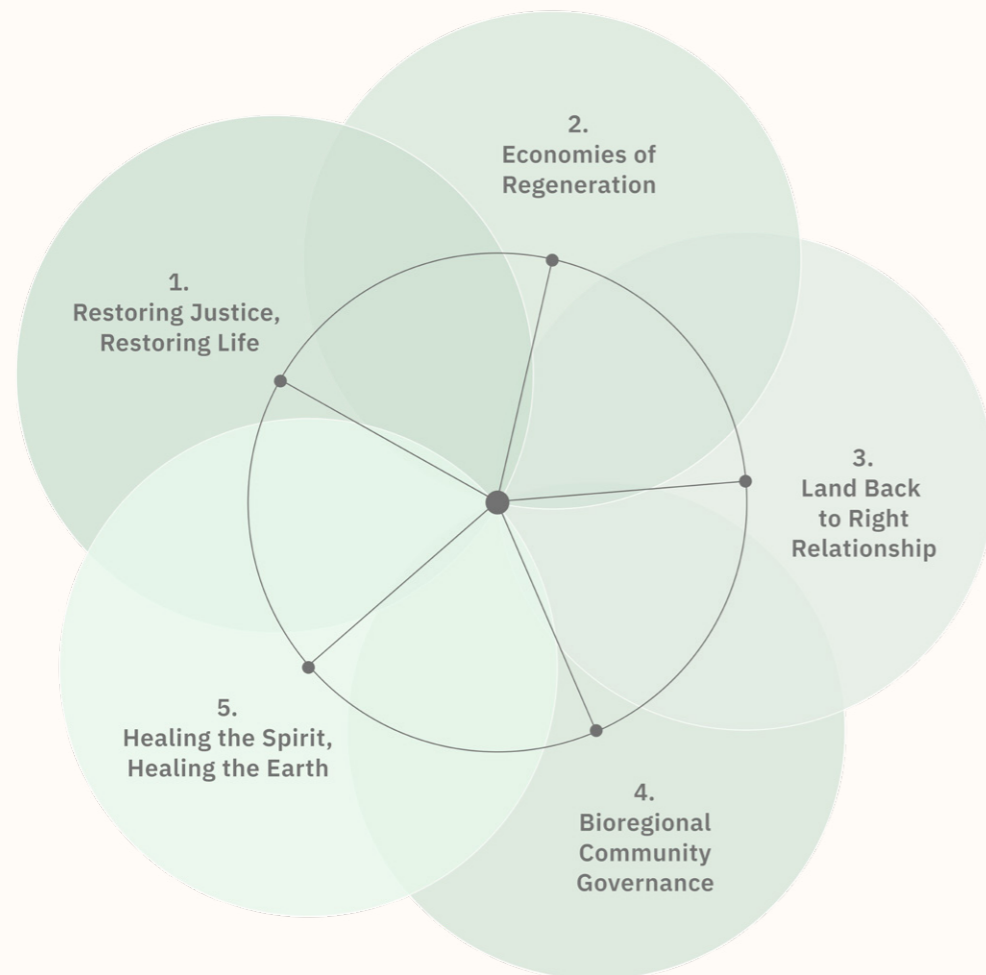 1.
Restoring Justice,
Restoring Life
2.
Economies of
Regeneration
3.
Land Back
to Right
Relationship
4.
Bioregional
Community
Governance
5.
Healing the Spirit,
Healing the Earth